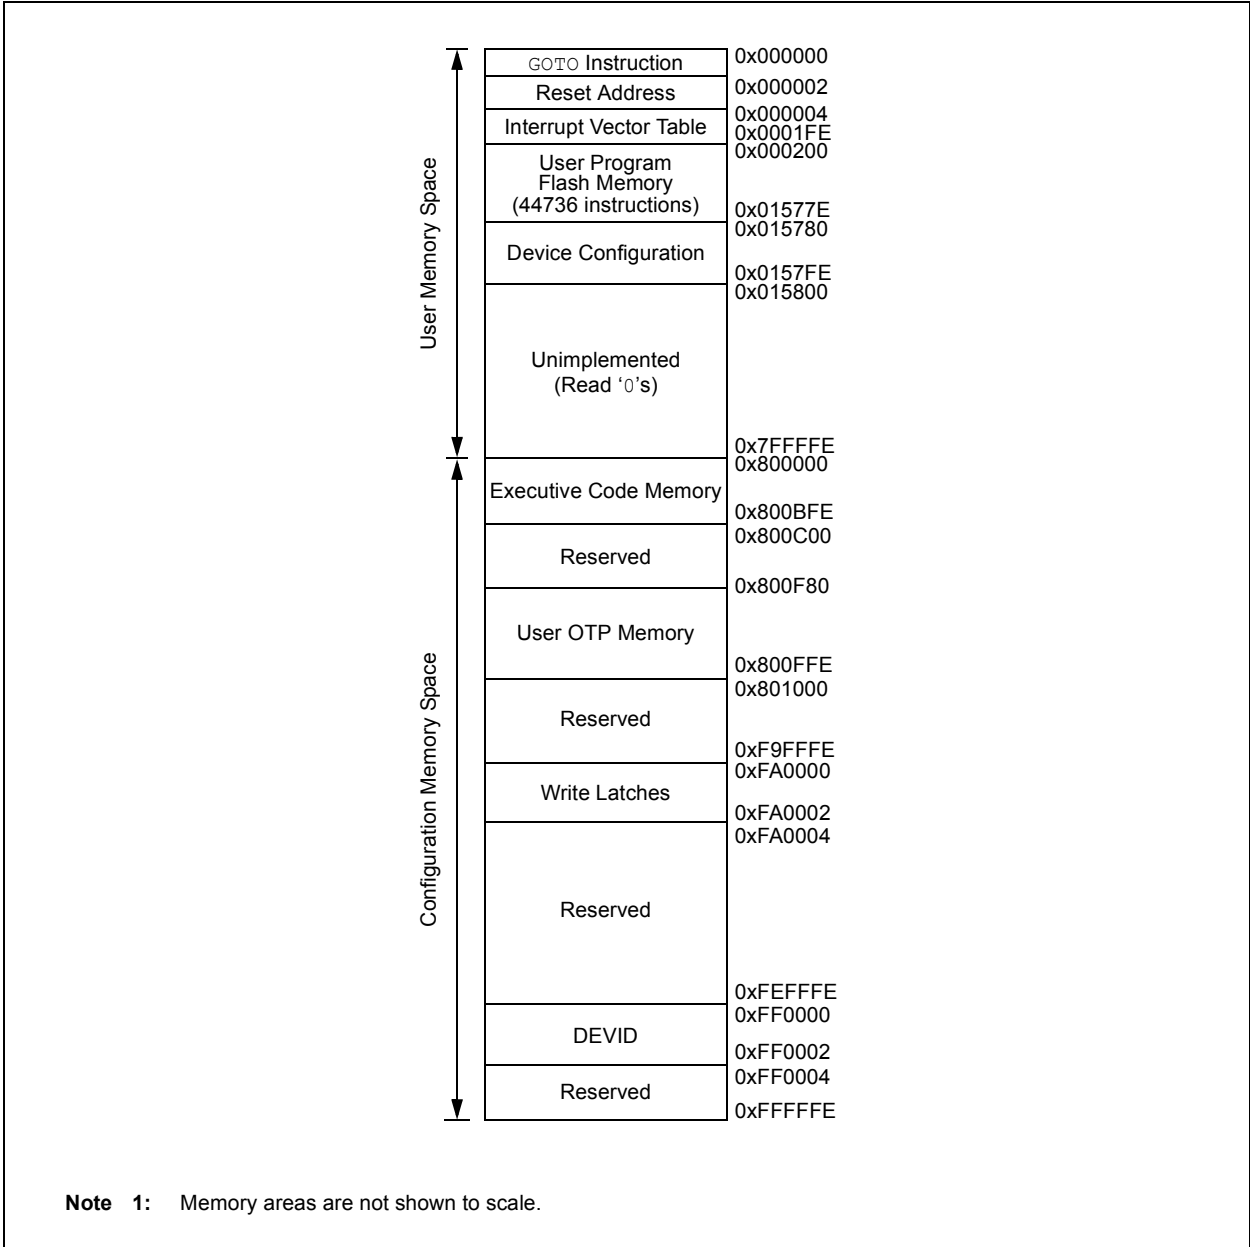 GOTO Instruction 0x000000
Reset Address 0x000002
0x000004
Interrupt Vector Table 0x0001FE
0x000200
User Program
Flash Memory
(44736 instructions) 0x01577E
0x015780
Device Configuration
0x0157FE
0x015800
User Memory Space
Unimplemented
(Read ‘0’s)
0x7FFFFE
0x800000
Executive Code Memory
0x800BFE
0x800C00
Reserved
0x800F80
User OTP Memory
0x800FFE
0x801000
Reserved
0xF9FFFE
0xFA0000
Configuration Memory Space
Write Latches
0xFA0002
0xFA0004
Reserved
0xFEFFFE
0xFF0000
DEVID
0xFF0002
0xFF0004
Reserved
0xFFFFFE
Note 1: Memory areas are not shown to scale.